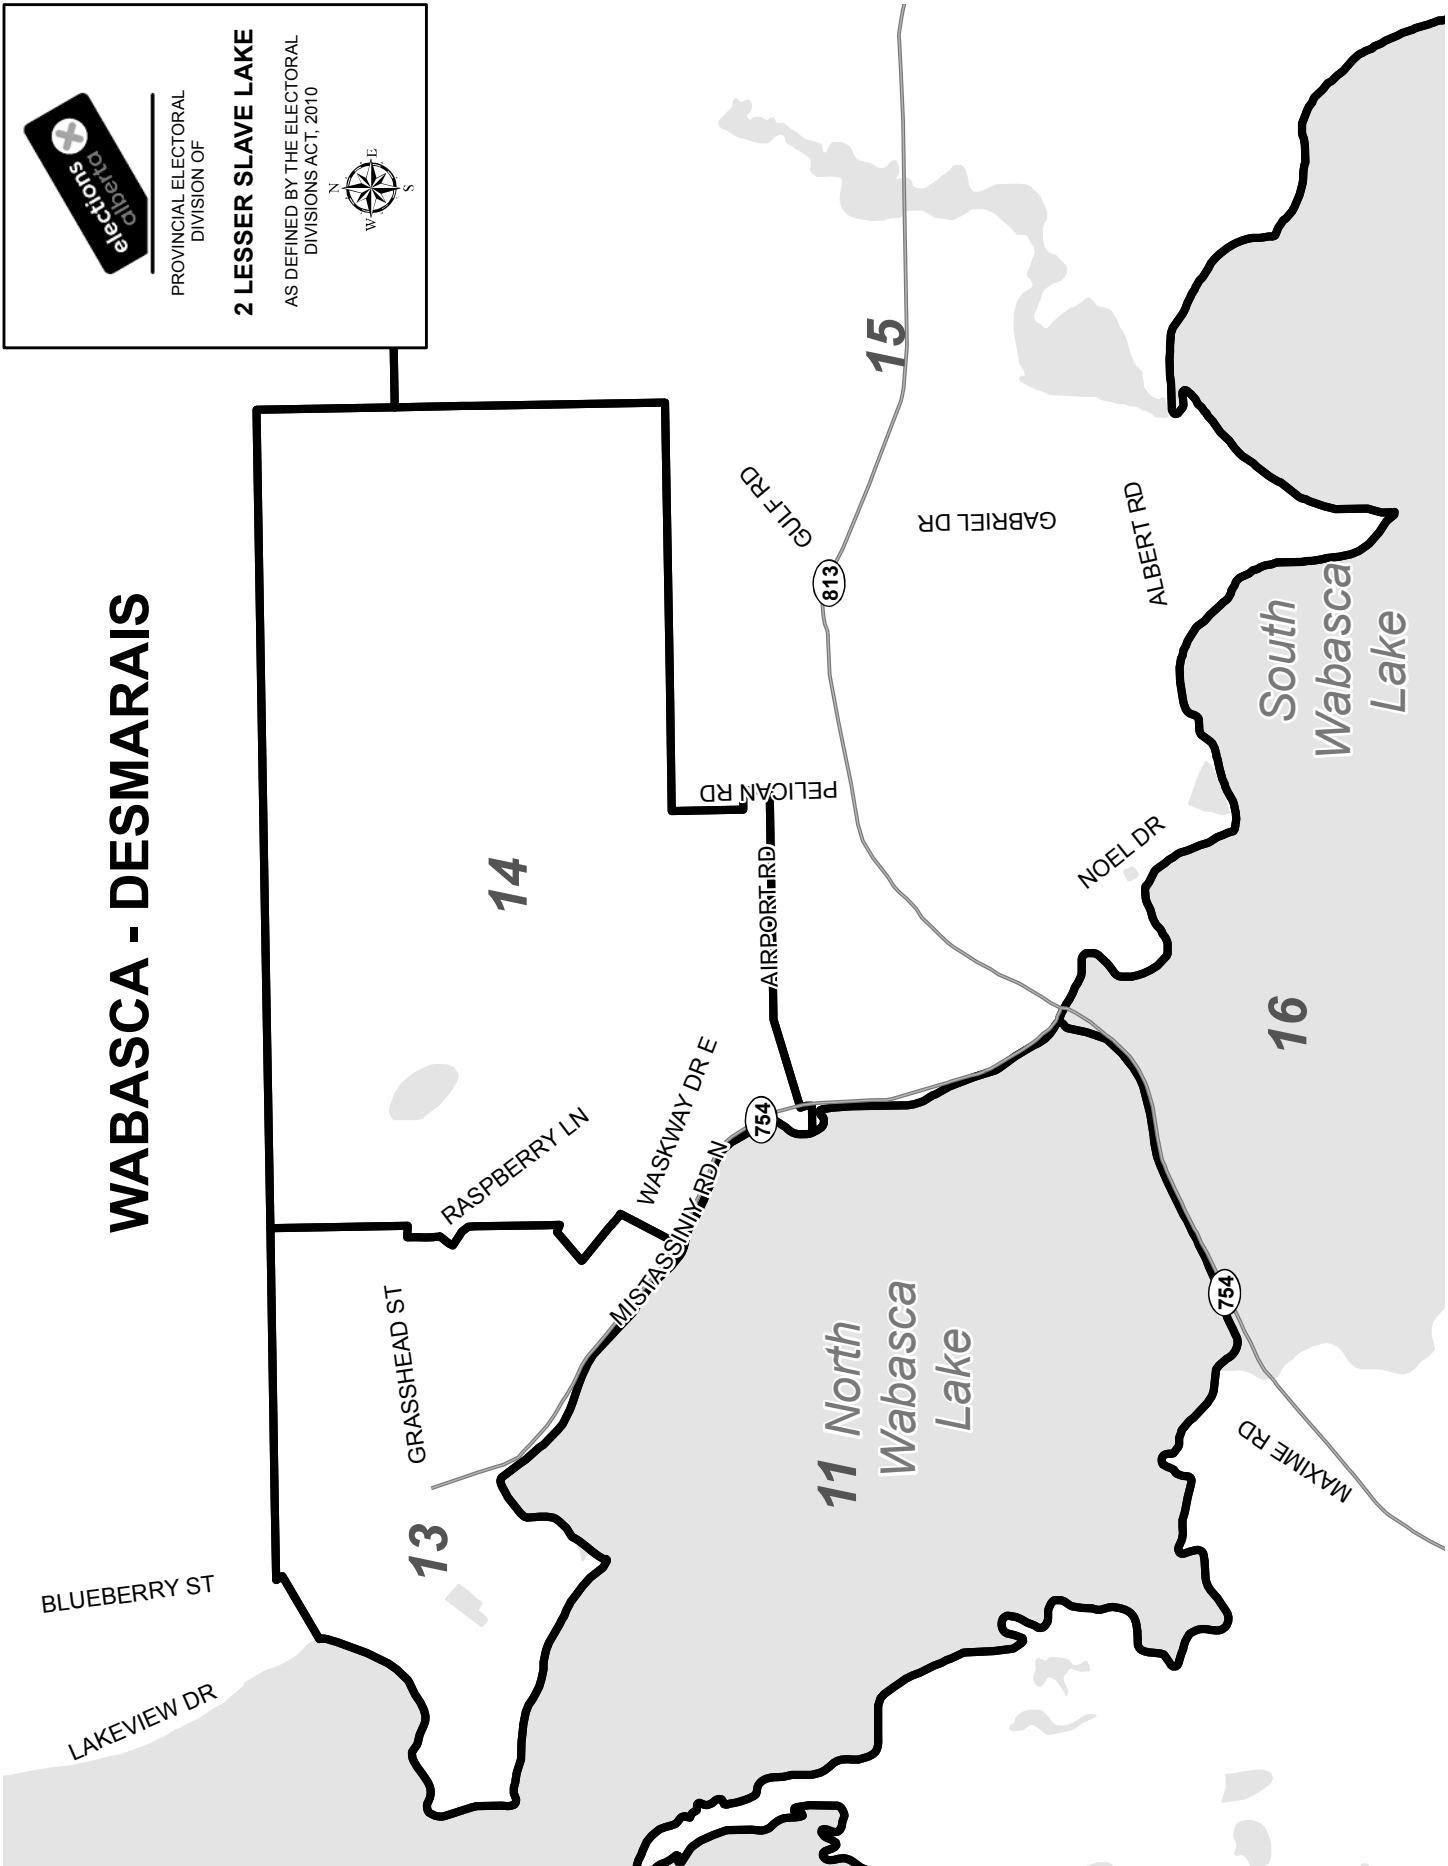 elections
alberta
PROVINCIAL ELECTORAL
DIVISION OF
2 LESSER SLAVE LAKE
AS DEFINED BY THE ELECTORAL
DIVISIONS ACT, 2010
N
W
E
S
WABASCA - DESMARAIS
BLUEBERRY ST
LAKEVIEW DR
13
GRASSHEAD ST
RASPBERRY LN
14
WASKWAY DR E
MISTASSINIY RD N
754
AIRPORT RD
PELICAN RD
GULF RD
813
15
GABRIEL DR
ALBERT RD
NOEL DR
11
North
Wabasca
Lake
South
Wabasca
Lake
16
754
MAXIME RD